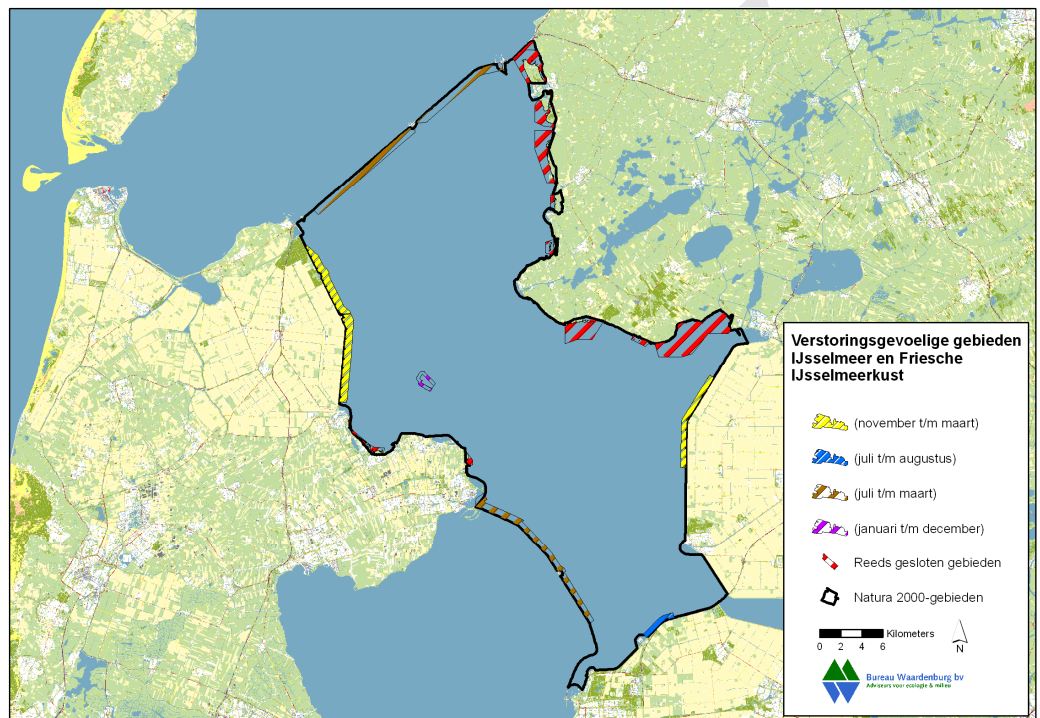 Verstoringsgevoelige gebieden
IJsselmeer en Friesche
IJsselmeerkust
(november t/m maart)
(juli t/m augustus)
(juli t/m maart)
(januari t/m december)
Reeds gesloten gebieden
Natura 2000-gebieden
Kilometers
0 2 4 6
N
Bureau Waardenburg bv
Adviseurs voor ecologie & milieu